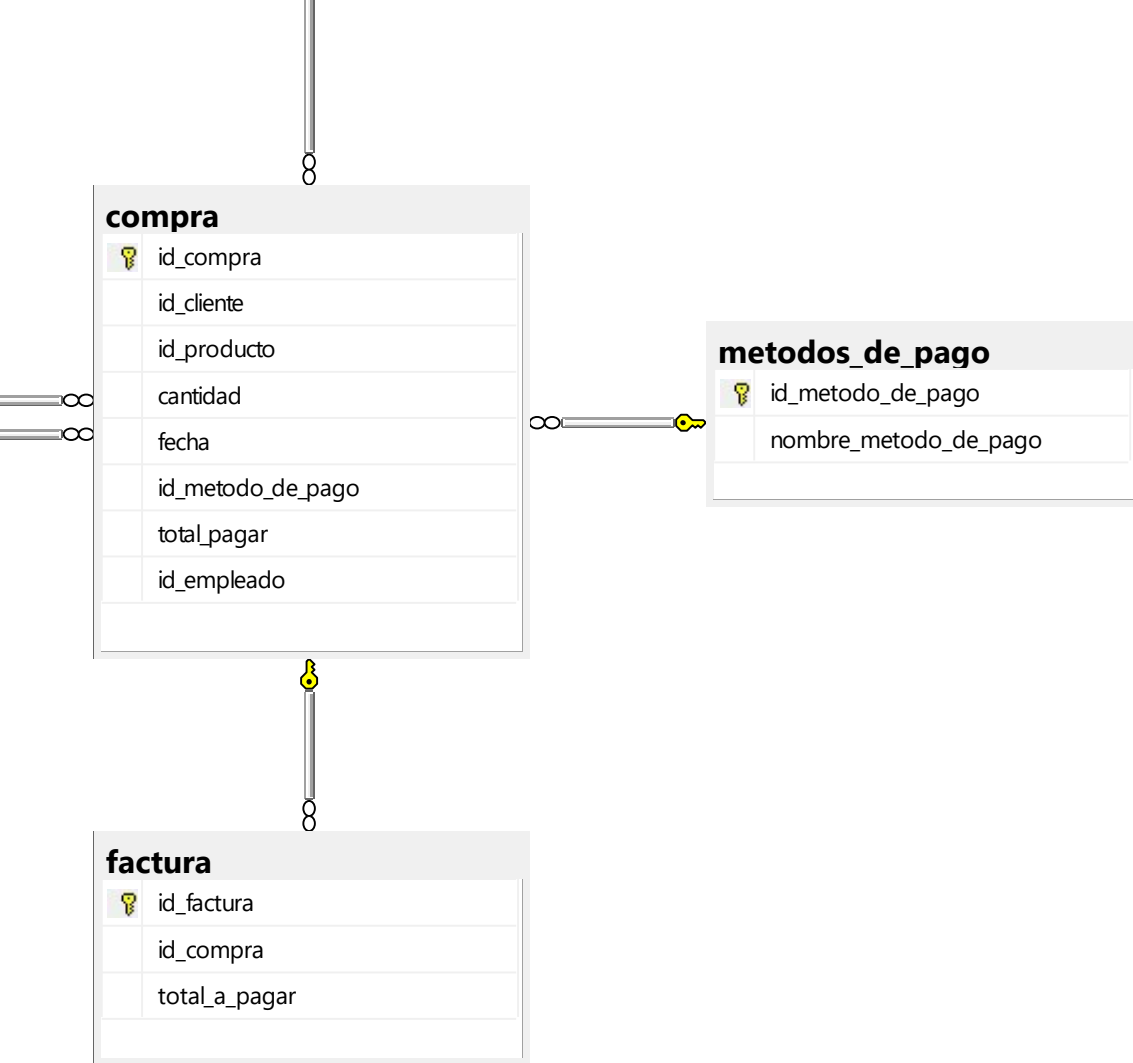 compra
id_compra
id_cliente
id_producto
cantidad
fecha
id_metodo_de_pago
total_pagar
id_empleado
metodos_de_pago
id_metodo_de_pago
nombre_metodo_de_pago
factura
id_factura
id_compra
total_a_pagar